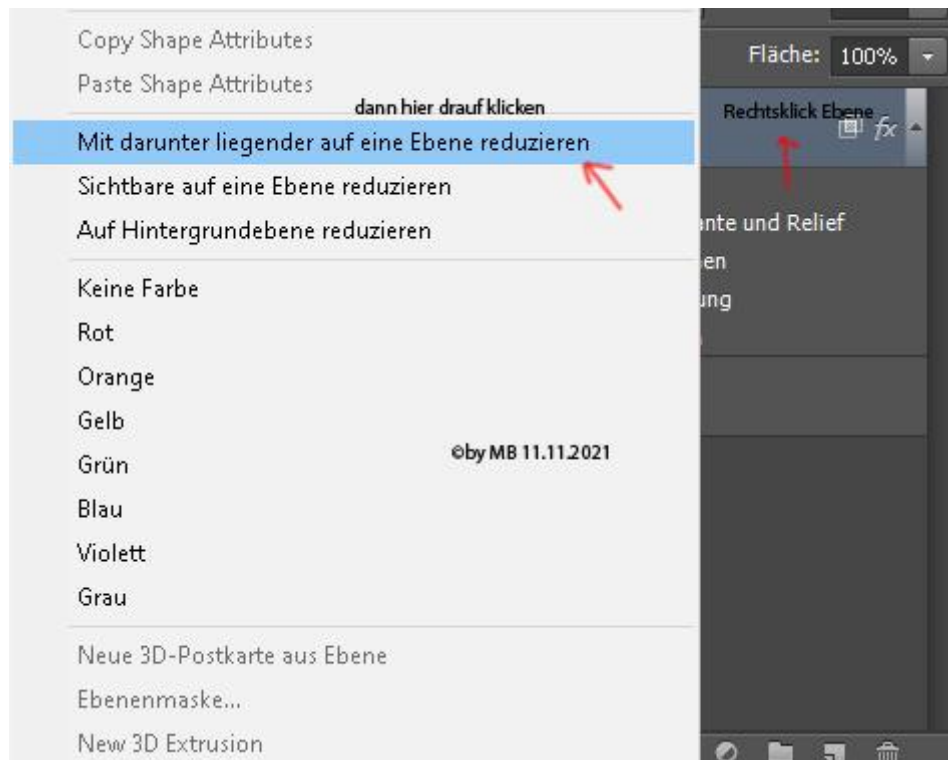 Copy Shape Attributes
Paste Shape Attributes
dann hier drauf klicken
Mit darunter liegender auf eine Ebene reduzieren
Sichtbare auf eine Ebene reduzieren
Auf Hintergrundebene reduzieren
Keine Farbe
Rot
Orange
Gelb
Grün
Blau
Violett
Grau
©by MB 11.11.2021
Neue 3D-Postkarte aus Ebene
Ebenenmaske...
New 3D Extrusion
Fläche: 100%
Rechtsklick Ebene
fx
ante und Relief
en
ung